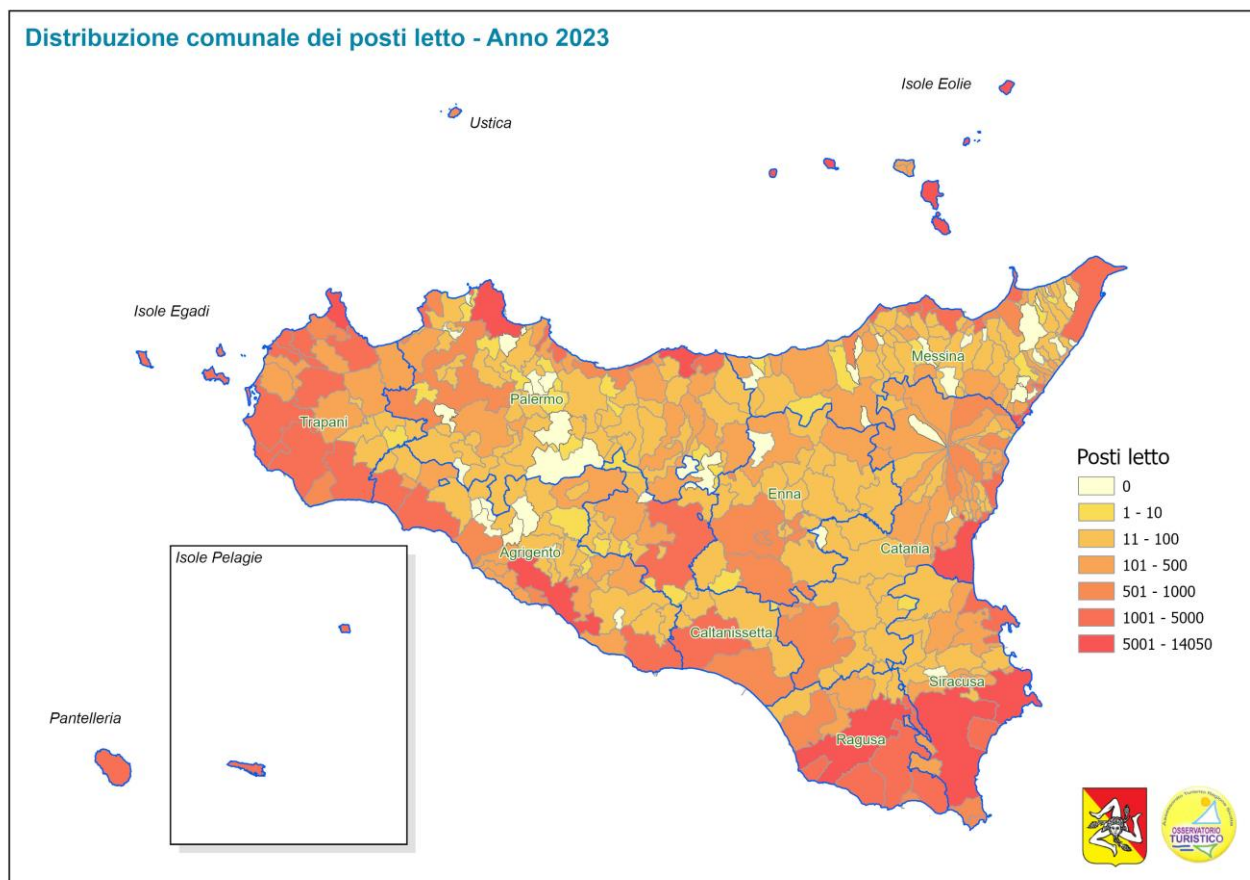 Distribuzione comunale dei posti letto - Anno 2023
Isole Eolie
Ustica
Isole Egadi
Messina
Palermo
Trapani
Posti letto
0
1 - 10
11 - 100
101 - 500
501 - 1000
1001 - 5000
5001 - 14050
Enna
Catania
Agrigento
Isole Pelagie
Caltanissetta
Siracusa
Pantelleria
Ragusa
OSSERVATORIO
TURISTICO